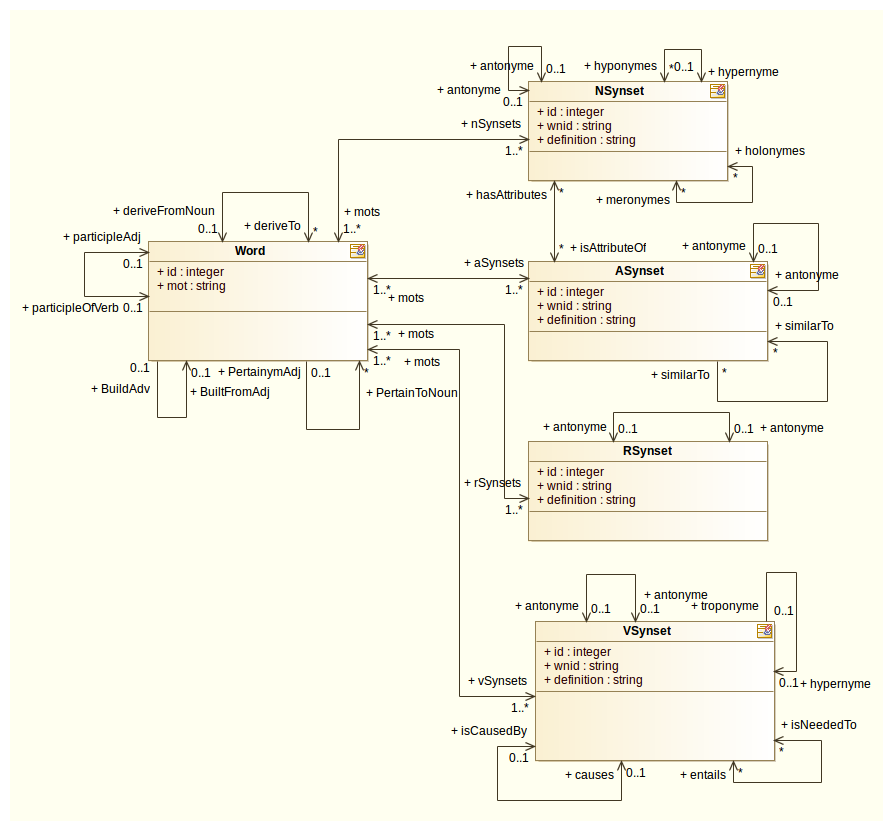 + antonyme
0..1
+ hyponymes
*
0..1
+ hypernyme
+ antonyme
0..1
NSynset
+ id : integer
+ wnid : string
+ definition : string
+ nSynsets
1..*
+ holonymes
*
+ hasAttributes
*
+ meronymes
*
+ deriveFromNoun
0..1
+ deriveTo
*
+ mots
1..*
+ participleAdj
0..1
+ participleOfVerb
0..1
Word
+ id : integer
+ mot : string
* + isAttributeOf
+ antonyme
0..1
+ antonyme
0..1
+ aSynsets
1..*
1..*
+ mots
ASynset
+ id : integer
+ wnid : string
+ definition : string
+ similarTo
*
+ similarTo
*
+ mots
1..*
+ mots
1..*
0..1
+ BuildAdv
0..1
+ BuiltFromAdj
+ PertainymAdj
0..1
*
+ PertainToNoun
+ antonyme
0..1
0..1
+ antonyme
RSynset
+ id : integer
+ wnid : string
+ definition : string
+ rSynsets
1..*
+ antonyme
0..1
+ antonyme
0..1
+ troponyme
0..1
VSynset
+ id : integer
+ wnid : string
+ definition : string
0..1
+ hypernyme
+ vSynsets
1..*
+ isCausedBy
0..1
+ causes
0..1
+ entails
*
+ isNeededTo
*